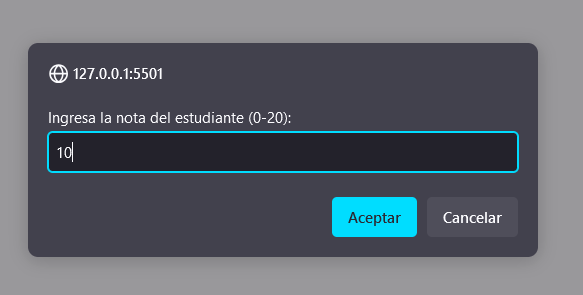 127.0.0.1:5501
Ingresa la nota del estudiante (0-20):
10
Aceptar
Cancelar